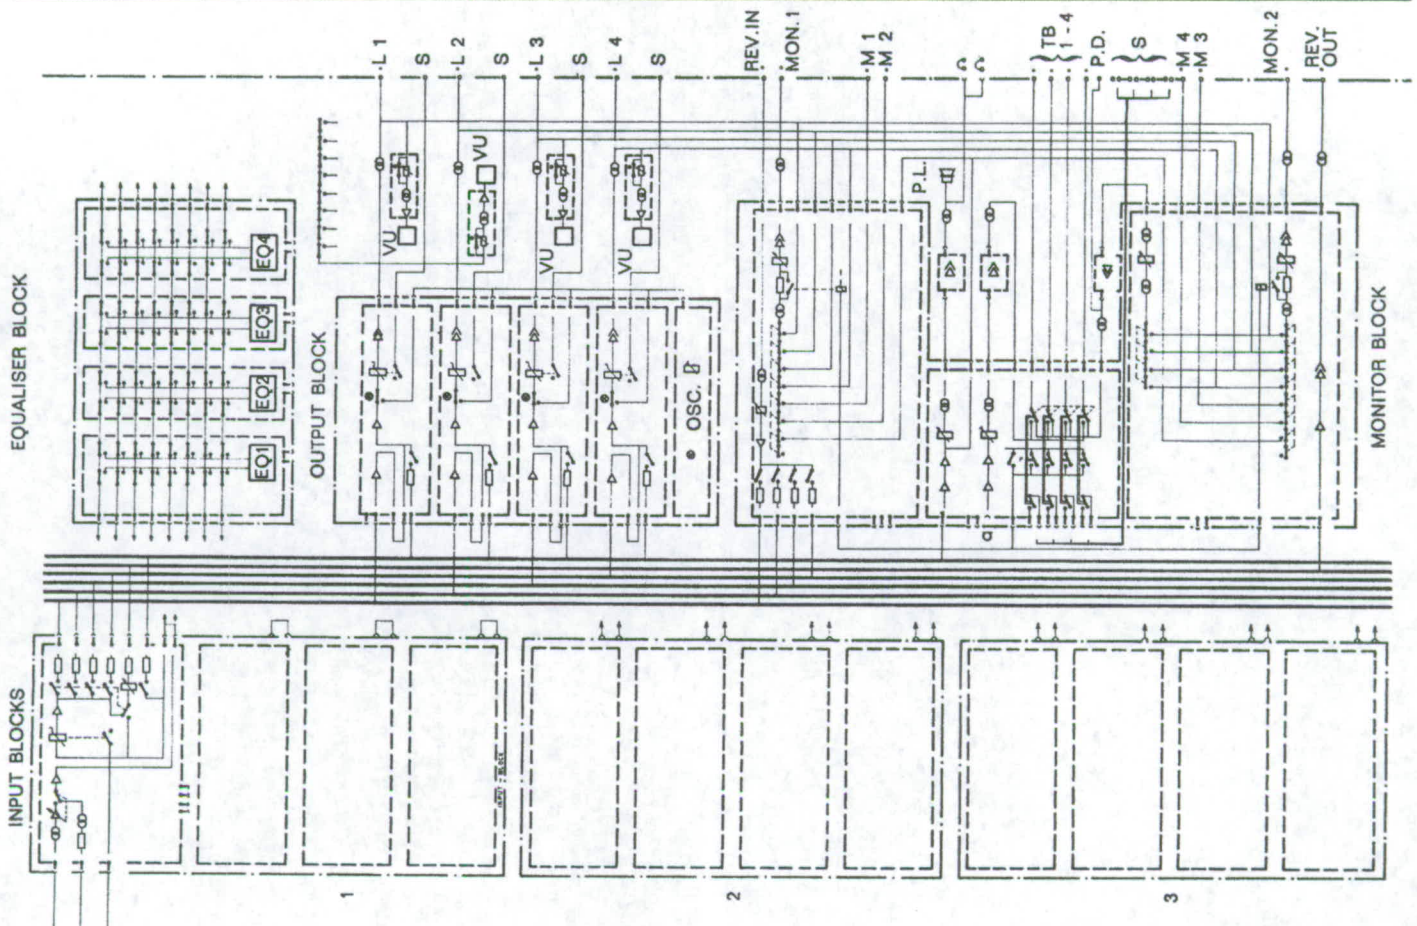 EQUALISER BLOCK
EQ1
EQ2
EQ3
EQ4
OUTPUT BLOCK
OSC.
VU
VU
VU
VU
L 1
S
L 2
S
L 3
S
L 4
S
REV. IN
MON. 1
M 1
M 2
P.L.
TB
1 - 4
P.D.
S
M 4
M 3
MON. 2
REV.
OUT
MONITOR BLOCK
INPUT BLOCKS
INPUT BLOCK
1
2
3